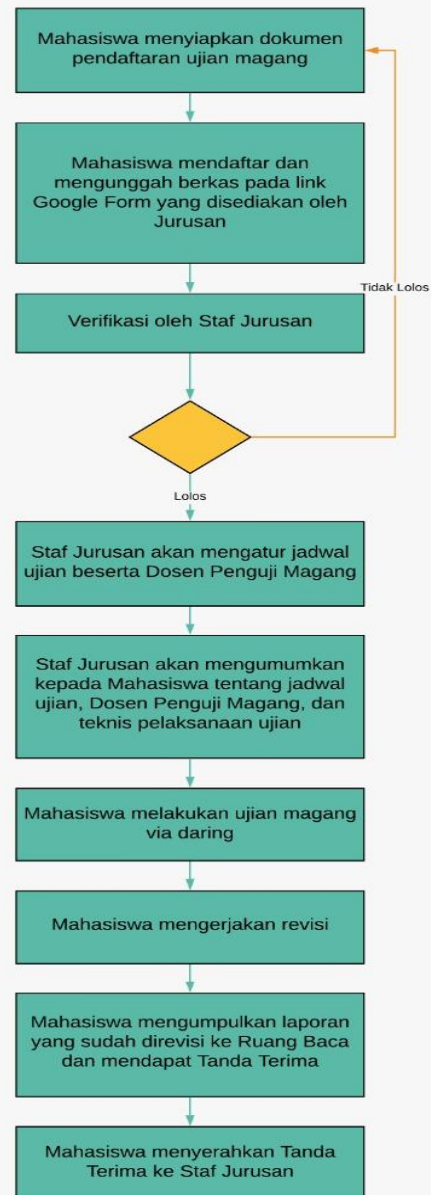 Mahasiswa menyiapkan dokumen
pendaftaran ujian magang
Mahasiswa mendaftar dan
mengunggah berkas pada link
Google Form yang disediakan oleh
Jurusan
Tidak Lolos
Verifikasi oleh Staf Jurusan
Lolos
Staf Jurusan akan mengatur jadwal
ujian beserta Dosen Penguji Magang
Staf Jurusan akan mengumumkan
kepada Mahasiswa tentang jadwal
ujian, Dosen Penguji Magang, dan
teknis pelaksanaan ujian
Mahasiswa melakukan ujian magang
via daring
Mahasiswa mengerjakan revisi
Mahasiswa mengumpulkan laporan
yang sudah direvisi ke Ruang Baca
dan mendapat Tanda Terima
Mahasiswa menyerahkan Tanda
Terima ke Staf Jurusan